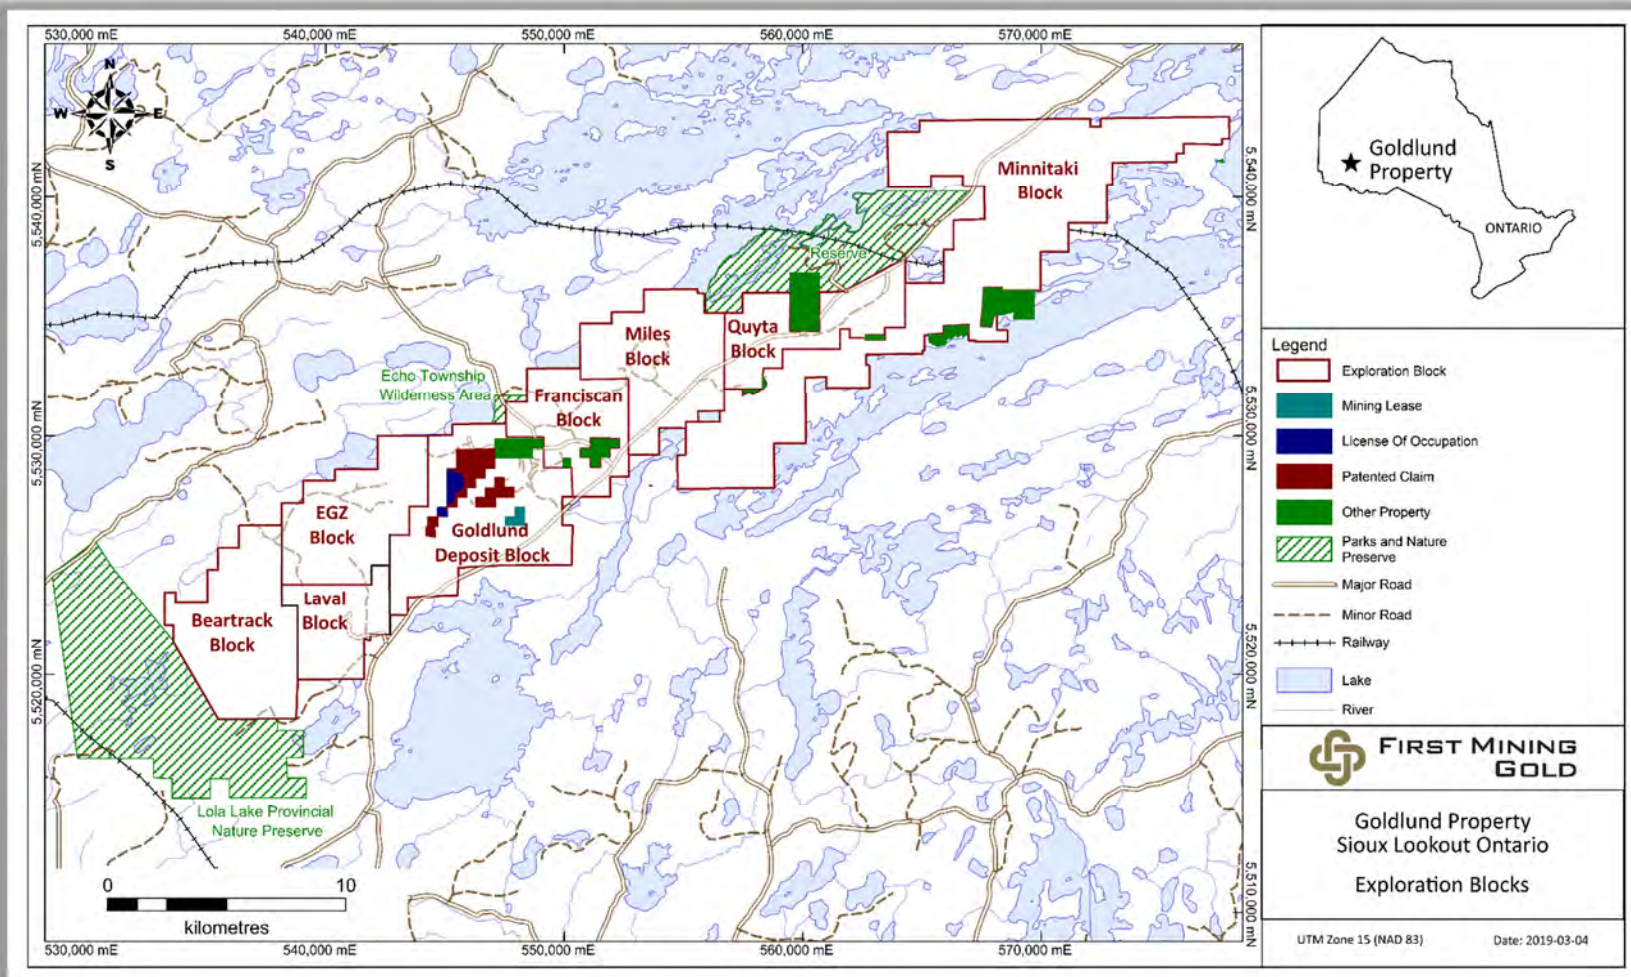 530,000 mE
540,000 mE
550,000 mE
560,000 mE
570,000 mE
N
W
E
S
5,540,000 mN
5,530,000 mN
5,520,000 mN
5,540,000 mN
5,530,000 mN
5,520,000 mN
5,510,000 mN
Minnitaki
Block
Reserve
Miles
Block
Quyta
Block
Echo Township
Wilderness Area
Franciscan
Block
EGZ
Block
Goldlund
Deposit Block
Laval
Block
Beartrack
Block
Lola Lake Provincial
Nature Preserve
0
10
kilometres
530,000 mE
540,000 mE
550,000 mE
560,000 mE
570,000 mE
Goldlund
Property
ONTARIO
Legend
Exploration Block
Mining Lease
License Of Occupation
Patented Claim
Other Property
Parks and Nature
Preserve
Major Road
Minor Road
Railway
Lake
River
FIRST MINING
GOLD
Goldlund Property
Sioux Lookout Ontario
Exploration Blocks
UTM Zone 15 (NAD 83)
Date: 2019-03-04